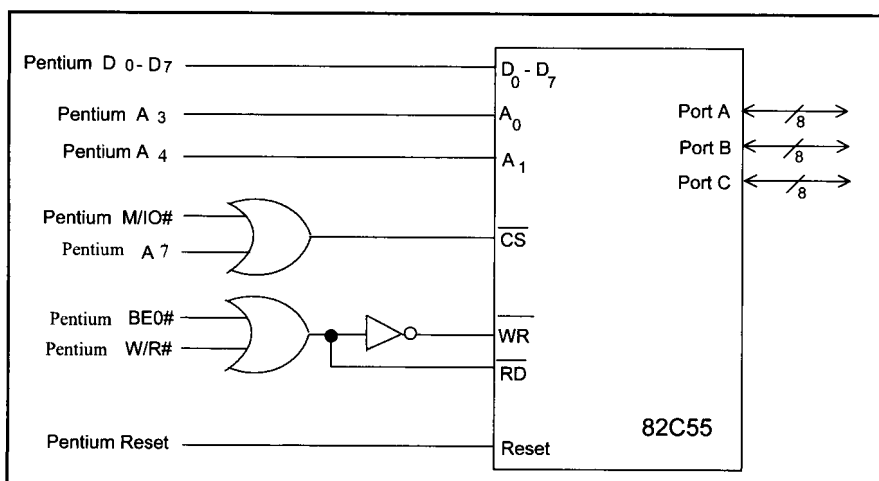 Pentium D 0-D7
D0 - D7
Pentium A 3
A0
Port A
8
Pentium A 4
A1
Port B
8
Port C
8
Pentium M/IO#
Pentium A 7
CS
Pentium BE0#
Pentium W/R#
WR
RD
82C55
Pentium Reset
Reset